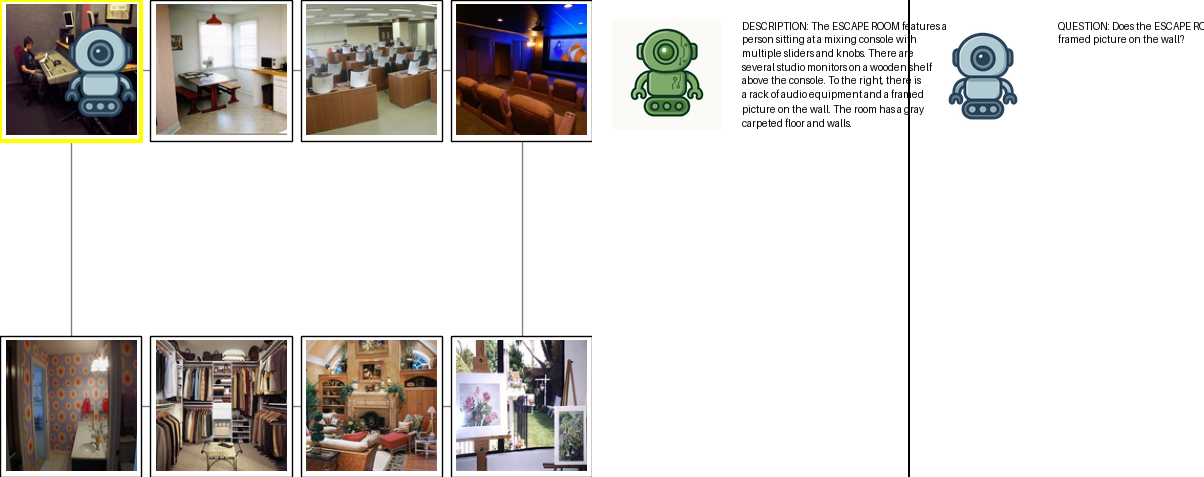 DESCRIPTION: The ESCAPE ROOM features a
person sitting at a mixing console with
multiple sliders and knobs. There are
several studio monitors on a wooden shelf
above the console. To the right, there is
a rack of audio equipment and a framed
picture on the wall. The room has a gray
carpeted floor and walls.
QUESTION: Does the ESCAPE RO
framed picture on the wall?